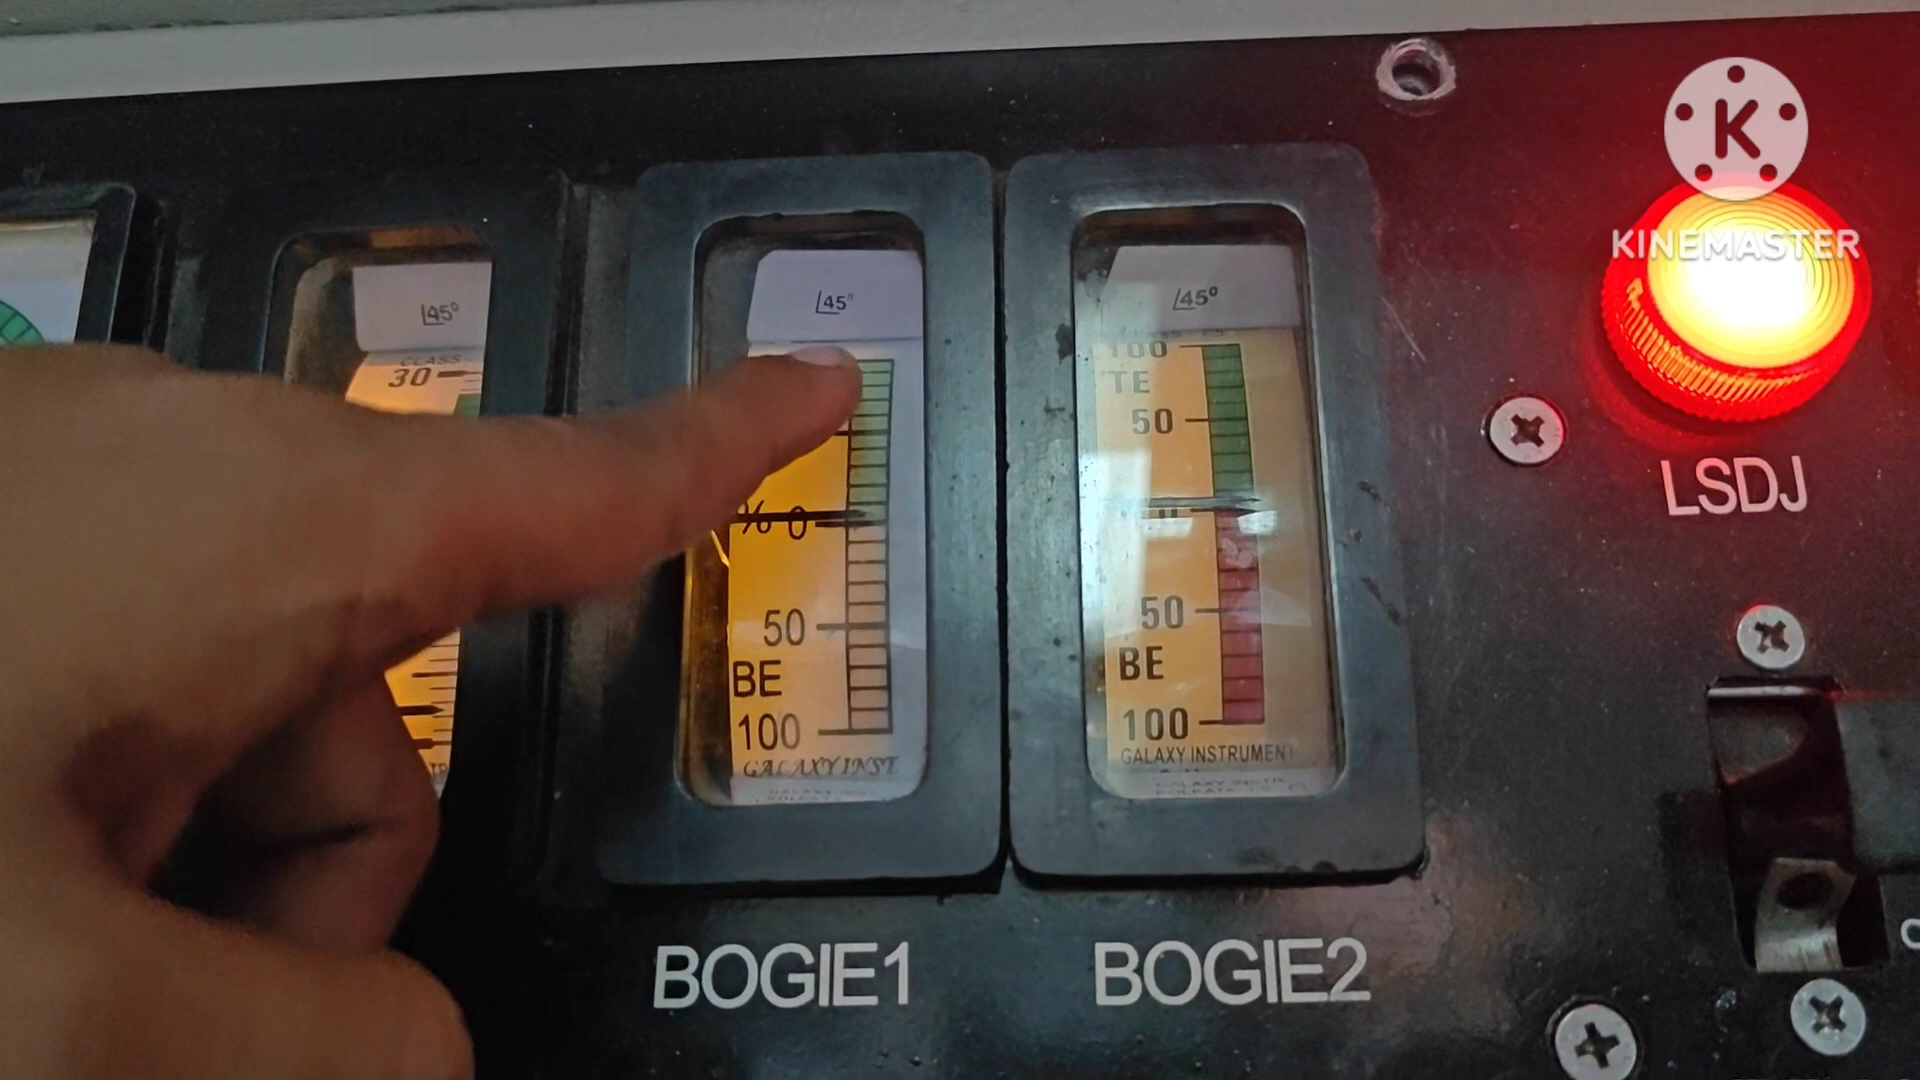 K
KINEMASTER
45°
CLASS
30
45°
% 0
50
BE
100
GALAXY INST.
BOGIE1
45°
100
TE
50
0
50
BE
100
GALAXY INSTRUMENT
BOGIE2
LSDJ